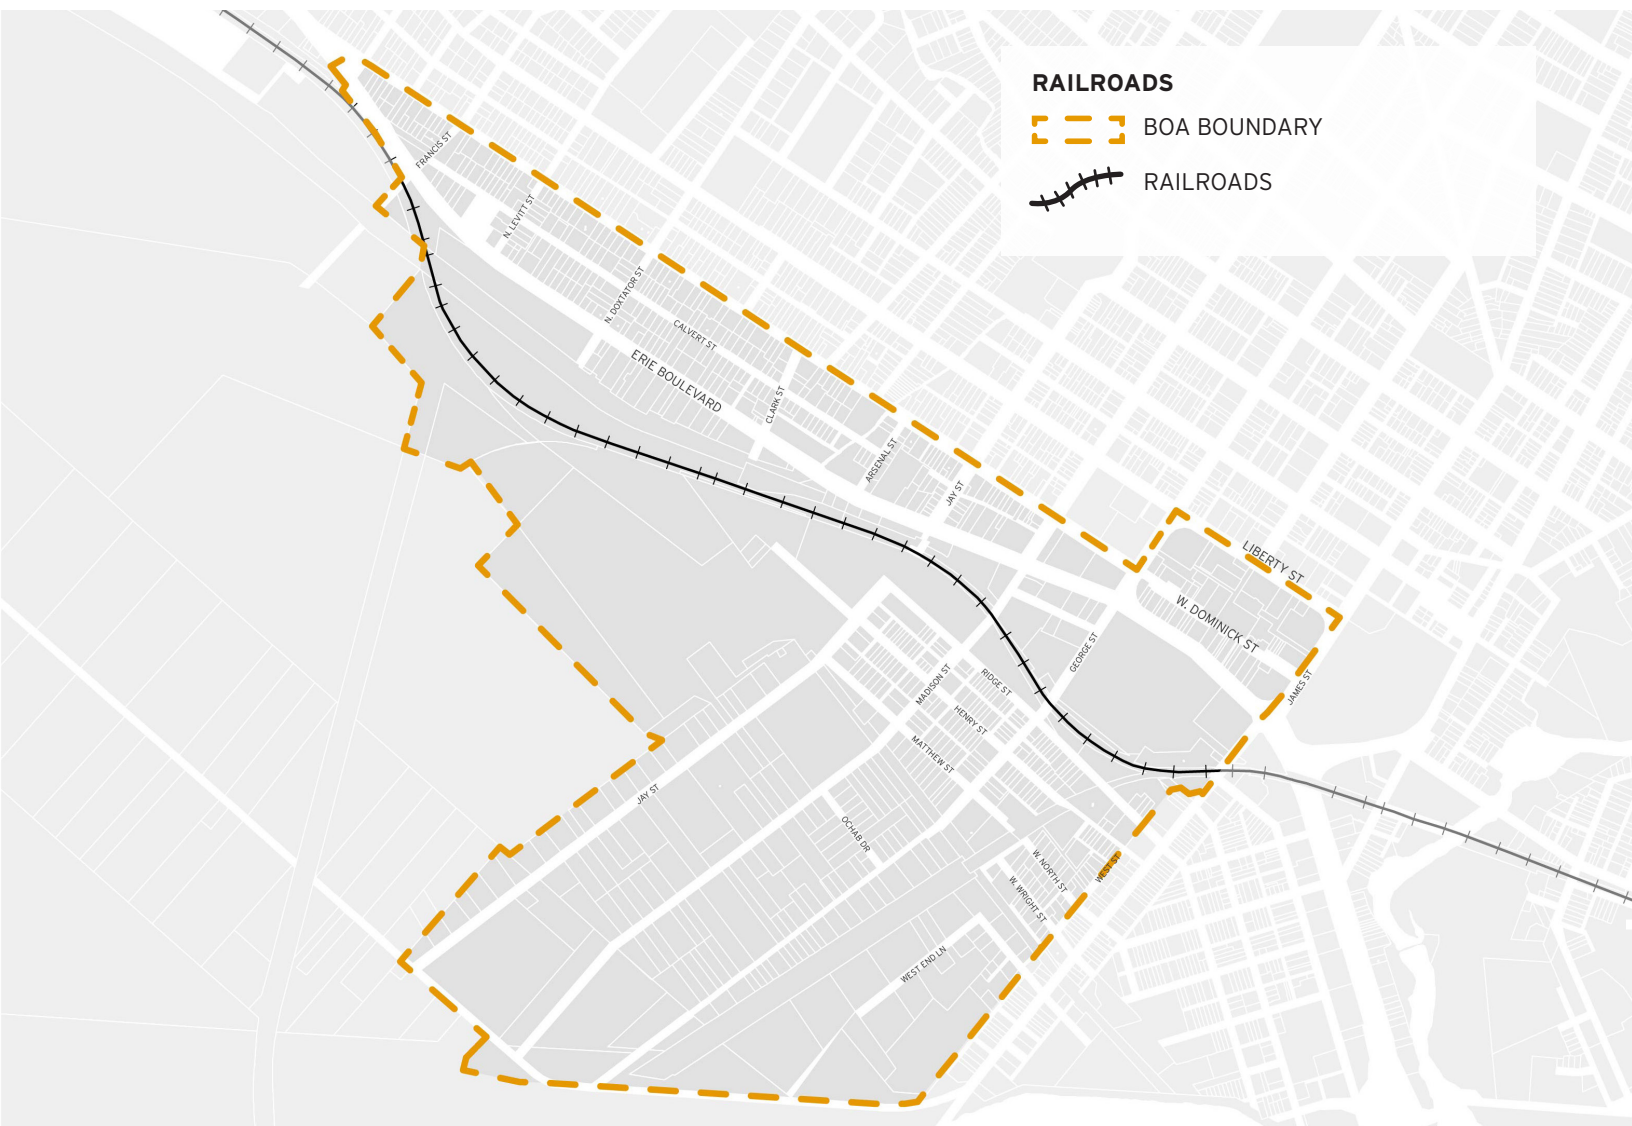 RAILROADS
BOA BOUNDARY
RAILROADS
FRANCIS ST
N. LEVITT ST
N. DOXTATOR ST
CALVERT ST
ERIE BOULEVARD
CLARK ST
ARSENAL ST
JAY ST
LIBERTY ST
W. DOMINICK ST
GEORGE ST
JAMES ST
MADISON ST
RIDGE ST
HENRY ST
MATTHEW ST
JAY ST
OCHAB DR
W. NORTH ST
WEST ST
W. WRIGHT ST
WEST END LN